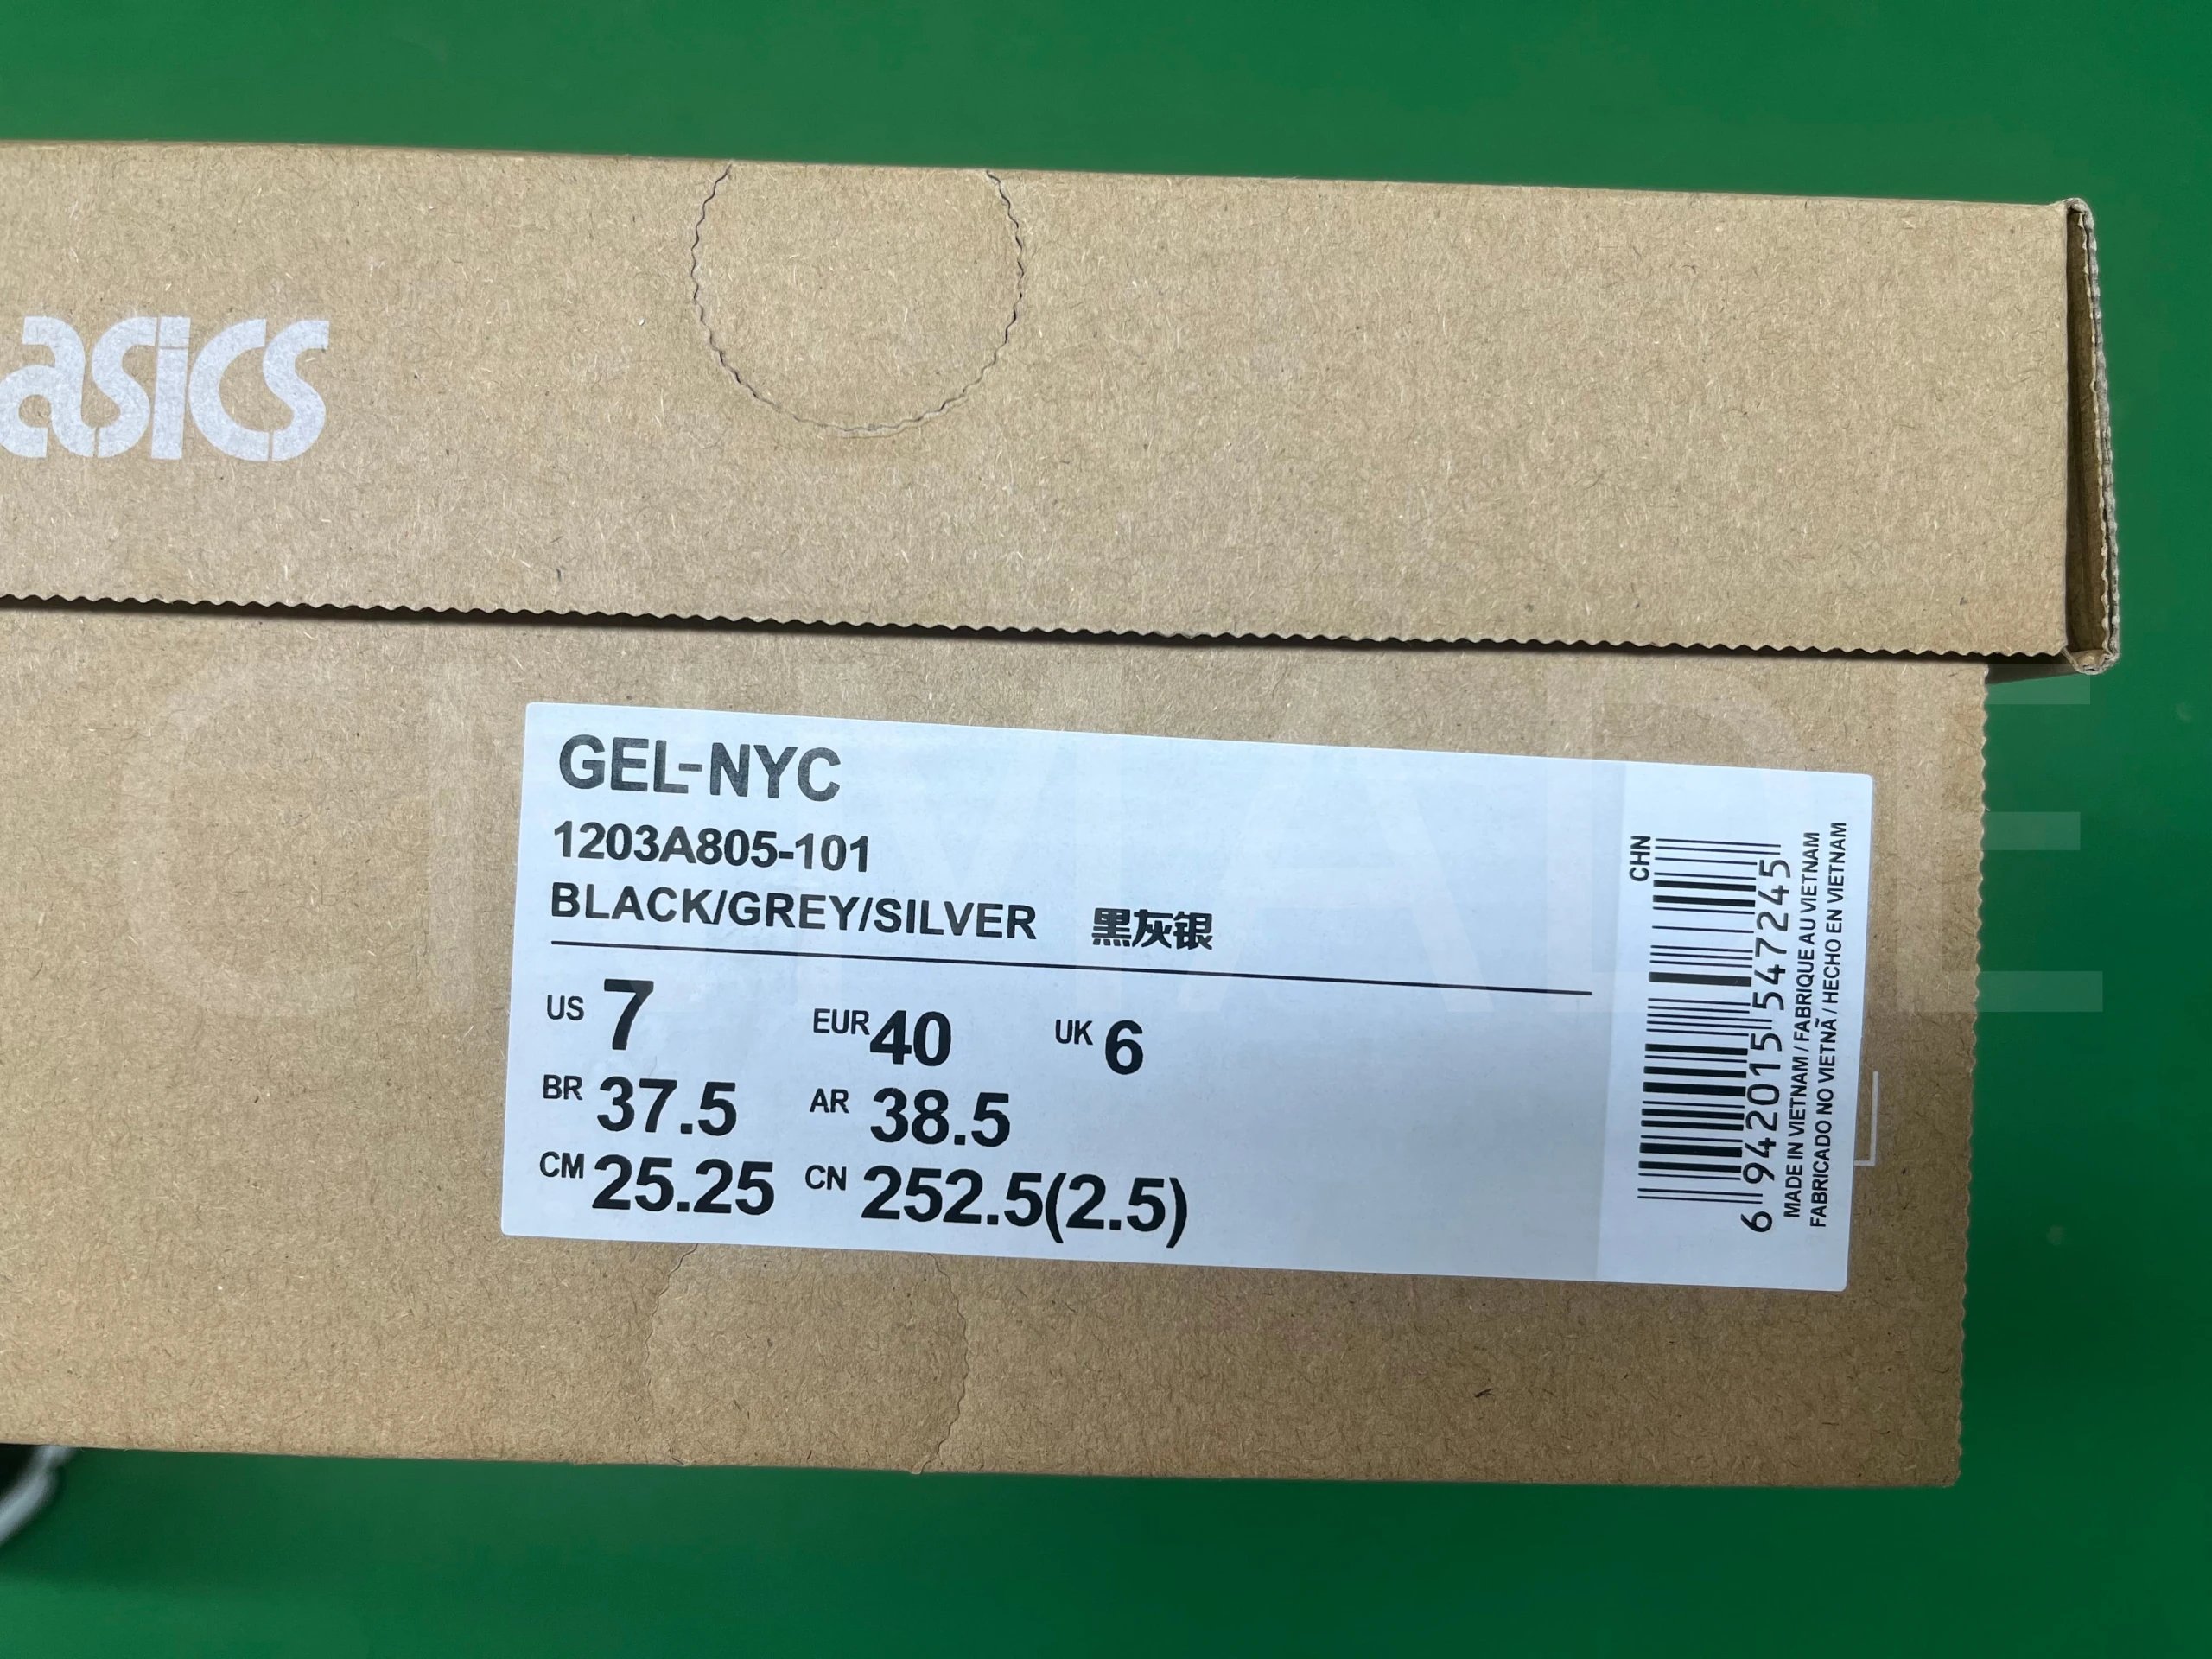 asics
GEL-NYC
1203A805-101
BLACK/GREY/SILVER 黑灰银
US 7 EUR 40 UK 6
BR 37.5 AR 38.5
CM 25.25 CN 252.5(2.5)
CHN
6 942015 547245
MADE IN VIETNAM / FABRIQUE AU VIETNAM
FABRICADO NO VIETNÃ / HECHO EN VIETNAM